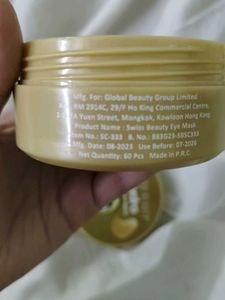 Mfg. For: Global Beauty Group Limited
RM 2914C, 29/F Ho King Commercial Centre,
Yuen Street, Mongkok, Kowloon Hong Kong
Product Name : Swiss Beauty Eye Mask
Item No.: SC-333 B. No.: 883G23-SBSC333
Mfg. Date: 08-2023 Use Before: 07-2026
Net Quantity: 60 Pcs Made in P.R.C.